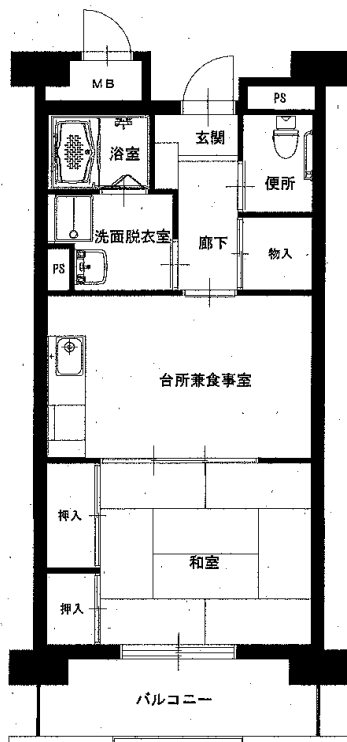 MB
PS
玄関
浴室
便所
洗面脱衣室
廊下
物入
PS
台所兼食事室
押入
和室
押入
バルコニー